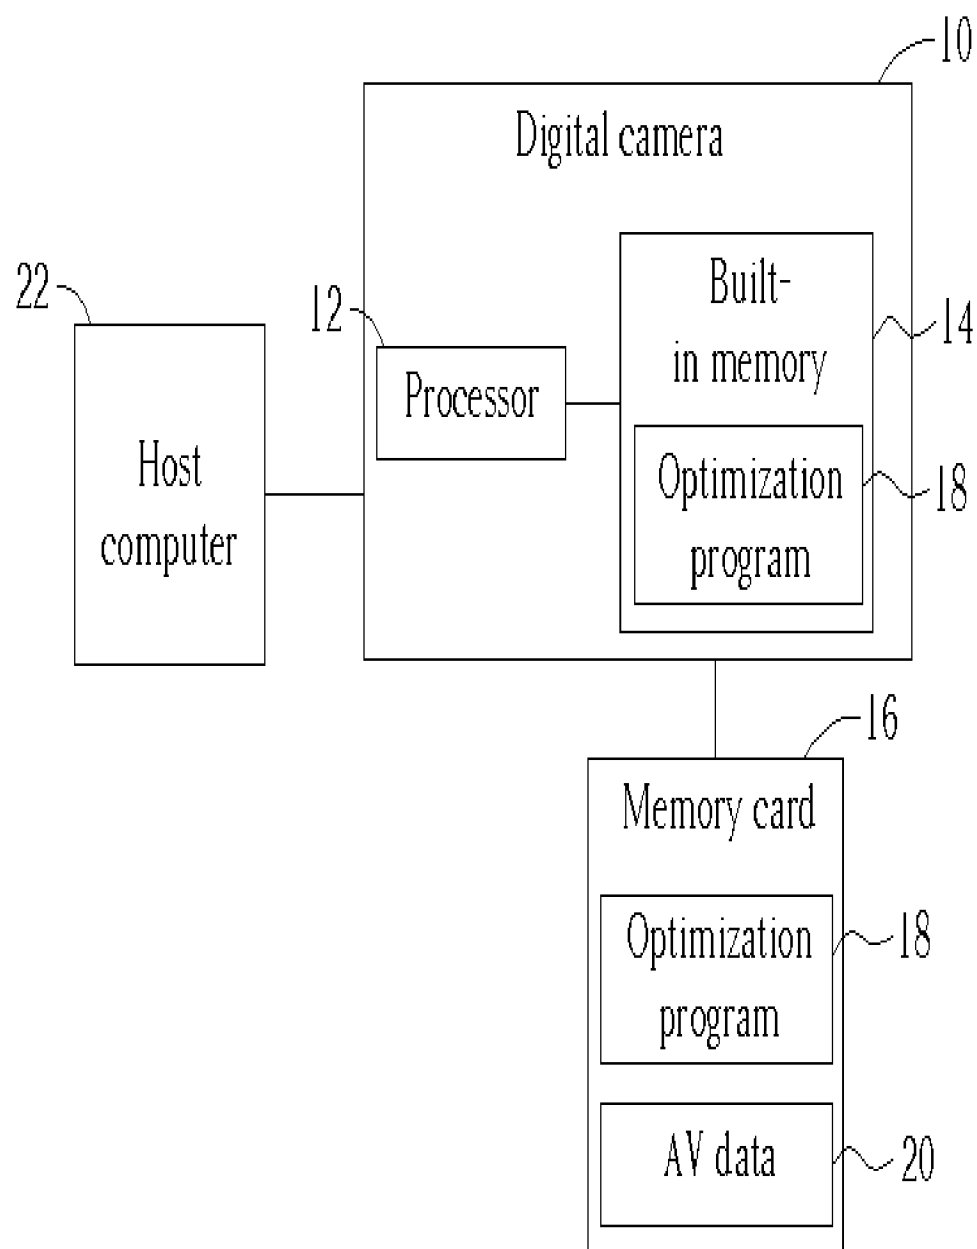 10
Digital camera
22
12
Built-
in memory
14
Processor
Host
computer
Optimization
program
18
16
Memory card
Optimization
program
18
AV data
20